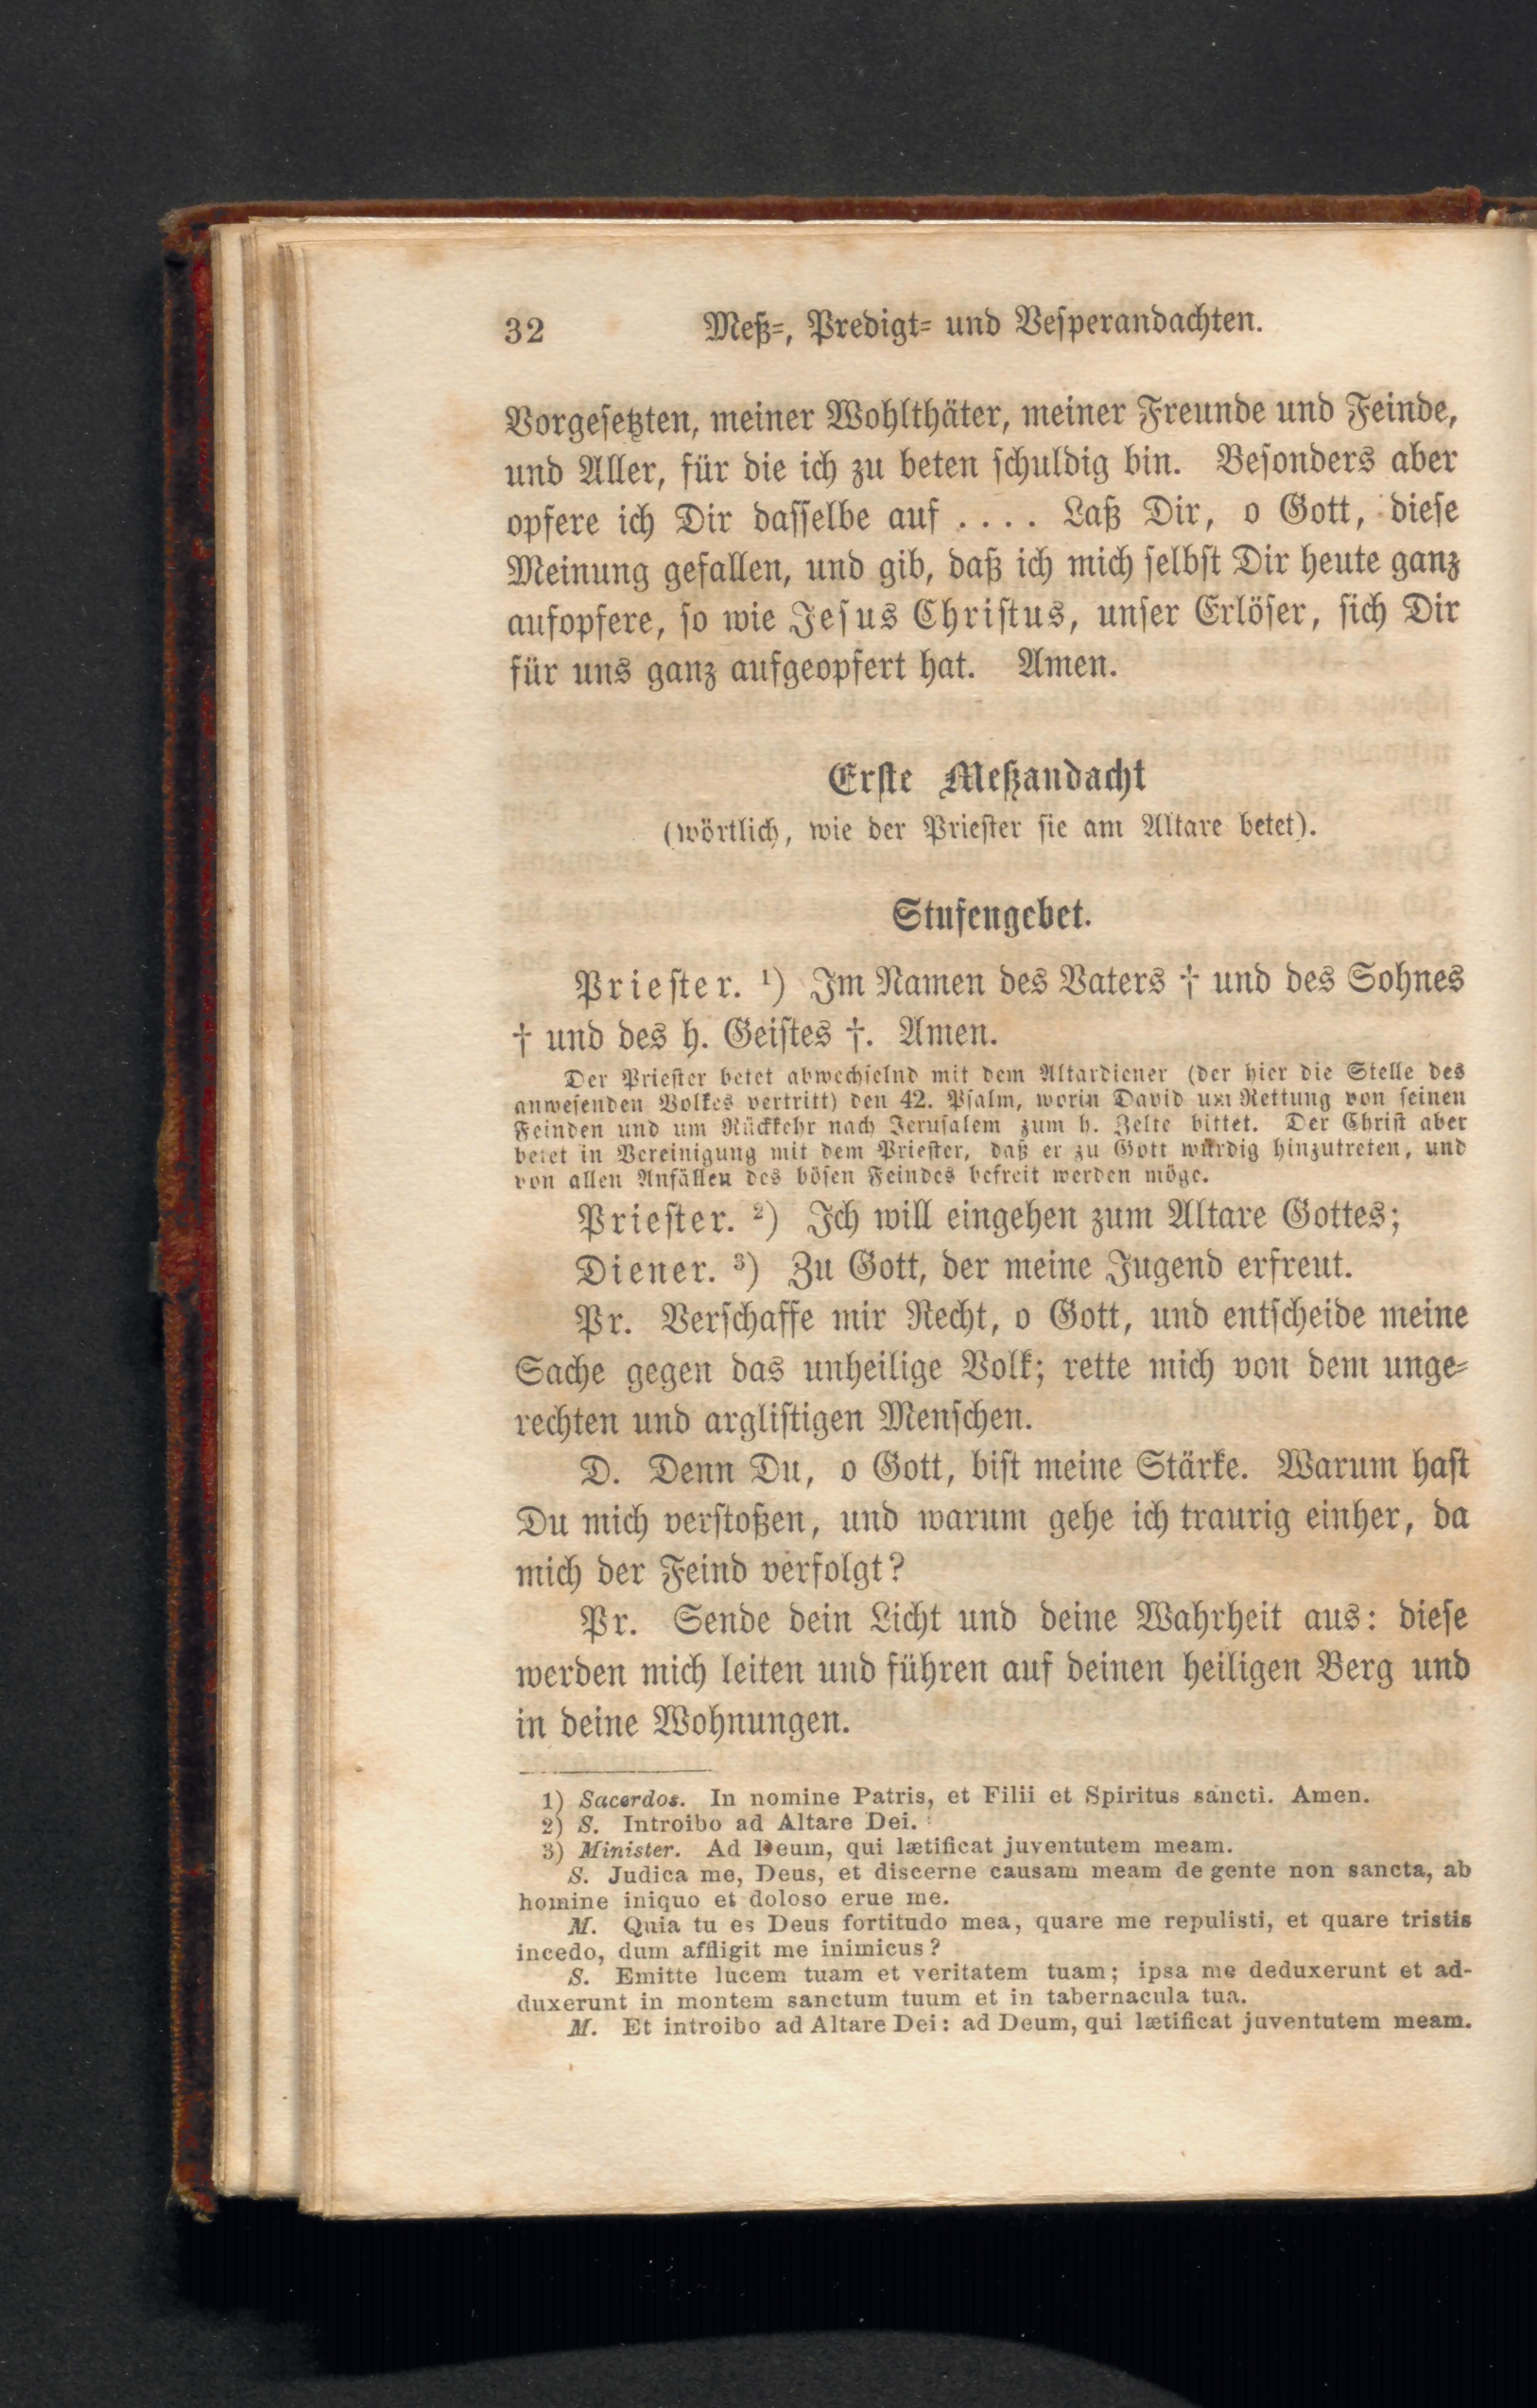 32 Meß-, Predigt- und Vesperandachten.
Vorgesetzten, meiner Wohlthäter, meiner Freunde und Feinde,
und Aller, für die ich zu beten schuldig bin. Besonders aber
opfere ich Dir dasselbe auf .... Laß Dir, o Gott, diese
Meinung gefallen, und gib, daß ich mich selbst Dir heute ganz
aufopfere, so wie Jesus Christus, unser Erlöser, sich Dir
für uns ganz aufgeopfert hat. Amen.
Erste Meßandacht
(wörtlich, wie der Priester sie am Altare betet).
Stufengebet.
Priester. ¹) Im Namen des Vaters † und des Sohnes
† und des h. Geistes †. Amen.
Der Priester betet abwechselnd mit dem Altardiener (der hier die Stelle des
anwesenden Volkes vertritt) den 42. Psalm, worin David um Rettung von seinen
Feinden und um Rückkehr nach Jerusalem zum h. Zelte bittet. Der Christ aber
betet in Vereinigung mit dem Priester, daß er zu Gott würdig hinzutreten, und
von allen Anfällen des bösen Feindes befreit werden möge.
Priester. ²) Ich will eingehen zum Altare Gottes;
Diener. ³) Zu Gott, der meine Jugend erfreut.
Pr. Verschaffe mir Recht, o Gott, und entscheide meine
Sache gegen das unheilige Volk; rette mich von dem unge-
rechten und arglistigen Menschen.
D. Denn Du, o Gott, bist meine Stärke. Warum hast
Du mich verstoßen, und warum gehe ich traurig einher, da
mich der Feind verfolgt?
Pr. Sende dein Licht und deine Wahrheit aus: diese
werden mich leiten und führen auf deinen heiligen Berg und
in deine Wohnungen.
1) Sacerdos. In nomine Patris, et Filii et Spiritus sancti. Amen.
2) S. Introibo ad Altare Dei.
3) Minister. Ad Deum, qui lætificat juventutem meam.
S. Judica me, Deus, et discerne causam meam de gente non sancta, ab
homine iniquo et doloso erue me.
M. Quia tu es Deus fortitudo mea, quare me repulisti, et quare tristis
incedo, dum affligit me inimicus?
S. Emitte lucem tuam et veritatem tuam; ipsa me deduxerunt et ad-
duxerunt in montem sanctum tuum et in tabernacula tua.
M. Et introibo ad Altare Dei: ad Deum, qui lætificat juventutem meam.